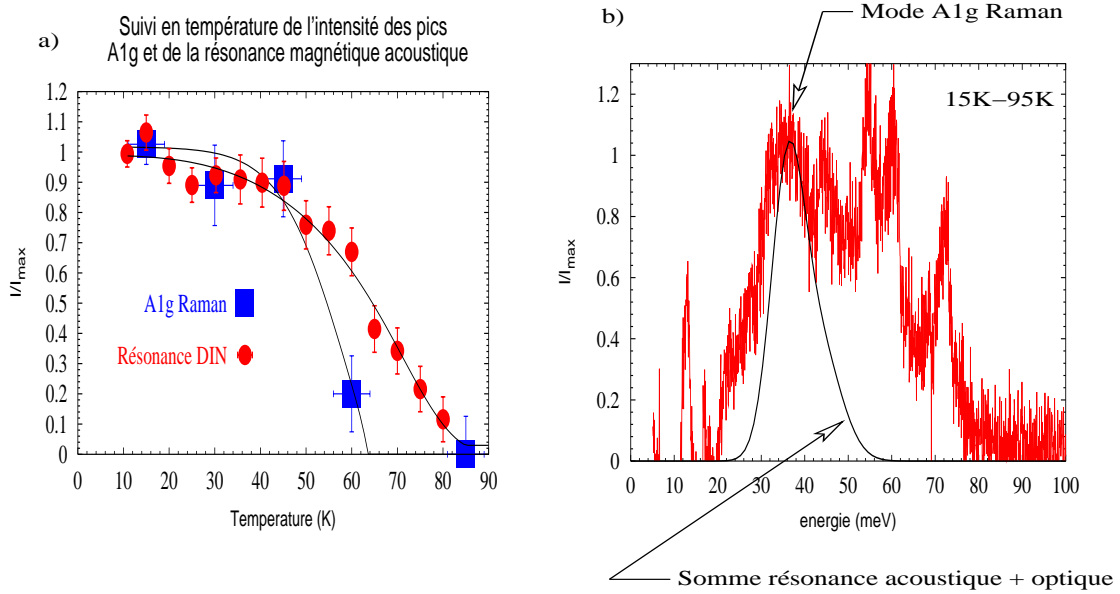 a)
Suivi en température de l'intensité des pics
A1g et de la résonance magnétique acoustique
I/Imax
1.2
1.1
1
0.9
0.8
0.7
0.6
0.5
0.4
0.3
0.2
0.1
0
A1g Raman
Résonance DIN
0 10 20 30 40 50 60 70 80 90
Temperature (K)
b)
Mode A1g Raman
15K–95K
I/Imax
1.2
1
0.8
0.6
0.4
0.2
0
0 10 20 30 40 50 60 70 80 90 100
energie (meV)
Somme résonance acoustique + optique